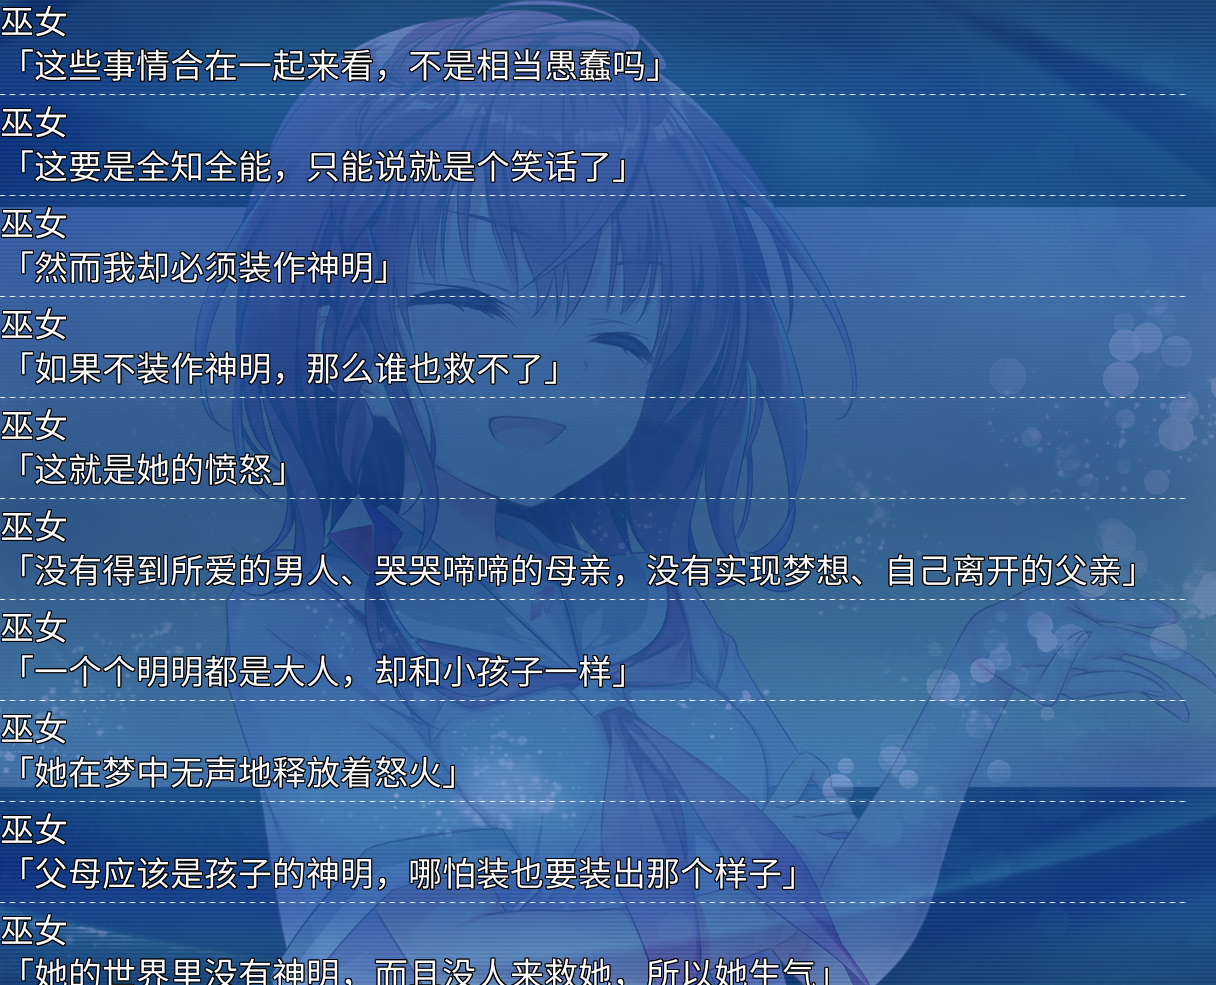 巫女
「这些事情合在一起来看，不是相当愚蠢吗」
巫女
「这要是全知全能，只能说就是个笑话了」
巫女
「然而我却必须装作神明」
巫女
「如果不装作神明，那么谁也救不了」
巫女
「这就是她的愤怒」
巫女
「没有得到所爱的男人、哭哭啼啼的母亲，没有实现梦想、自己离开的父亲」
巫女
「一个个明明都是大人，却和小孩子一样」
巫女
「她在梦中无声地释放着怒火」
巫女
「父母应该是孩子的神明，哪怕装也要装出那个样子」
巫女
「她的世界里没有神明，而且没人来救她，所以她生气」